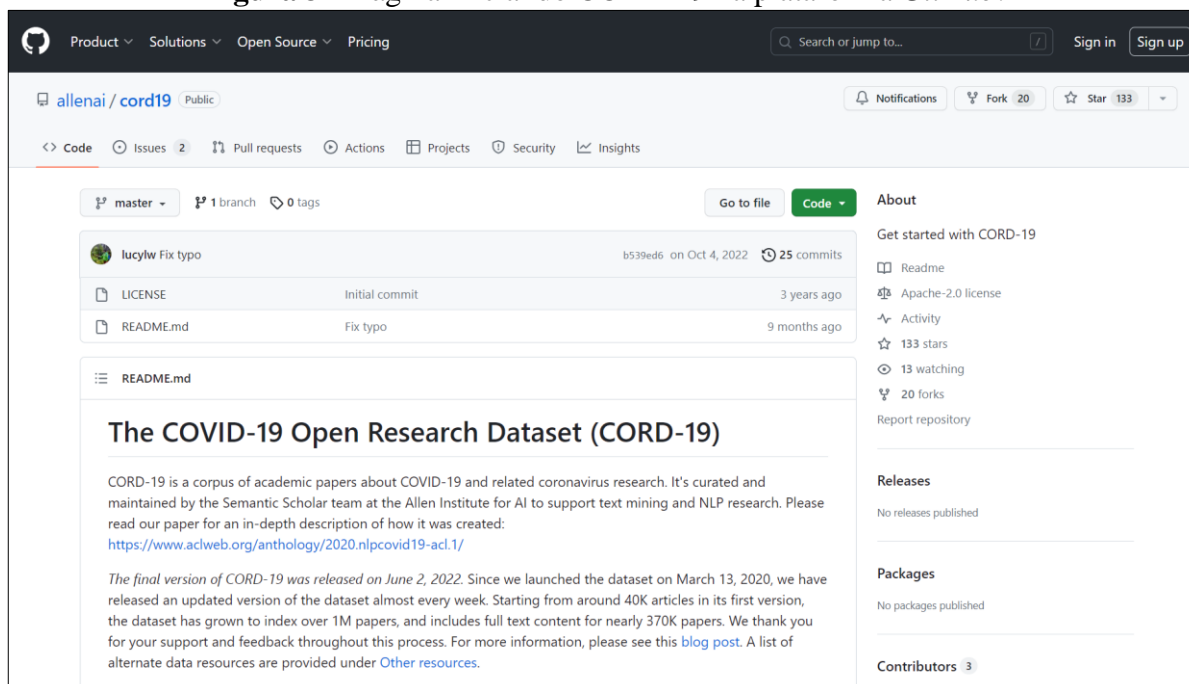 Product Solutions Open Source Pricing Search or jump to... / Sign in Sign up
allenai / cord19 Public Notifications Fork 20 Star 133
Code Issues 2 Pull requests Actions Projects Security Insights
master 1 branch 0 tags Go to file Code
lucylw Fix typo b539ed6 on Oct 4, 2022 25 commits
LICENSE Initial commit 3 years ago
README.md Fix typo 9 months ago
README.md
The COVID-19 Open Research Dataset (CORD-19)
CORD-19 is a corpus of academic papers about COVID-19 and related coronavirus research. It's curated and
maintained by the Semantic Scholar team at the Allen Institute for AI to support text mining and NLP research. Please
read our paper for an in-depth description of how it was created:
https://www.aclweb.org/anthology/2020.nlpcovid19-acl.1/
The final version of CORD-19 was released on June 2, 2022. Since we launched the dataset on March 13, 2020, we have
released an updated version of the dataset almost every week. Starting from around 40K articles in its first version,
the dataset has grown to index over 1M papers, and includes full text content for nearly 370K papers. We thank you
for your support and feedback throughout this process. For more information, please see this blog post. A list of
alternate data resources are provided under Other resources.
About
Get started with CORD-19
Readme
Apache-2.0 license
Activity
133 stars
13 watching
20 forks
Report repository
Releases
No releases published
Packages
No packages published
Contributors 3